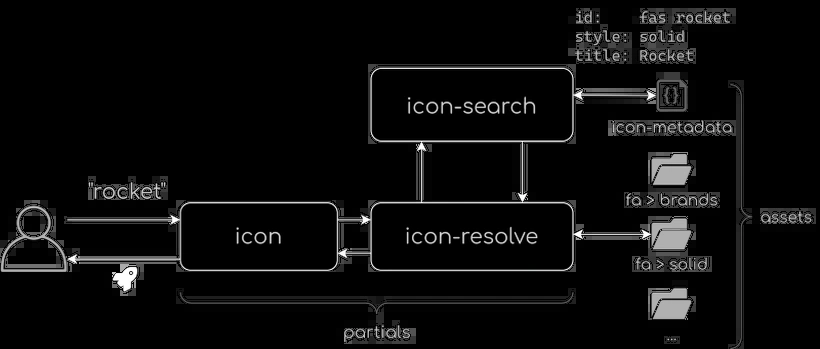 id: fas rocket
style: solid
title: Rocket
icon-search
icon-metadata
"rocket"
fa > brands
icon
icon-resolve
assets
fa > solid
partials
...